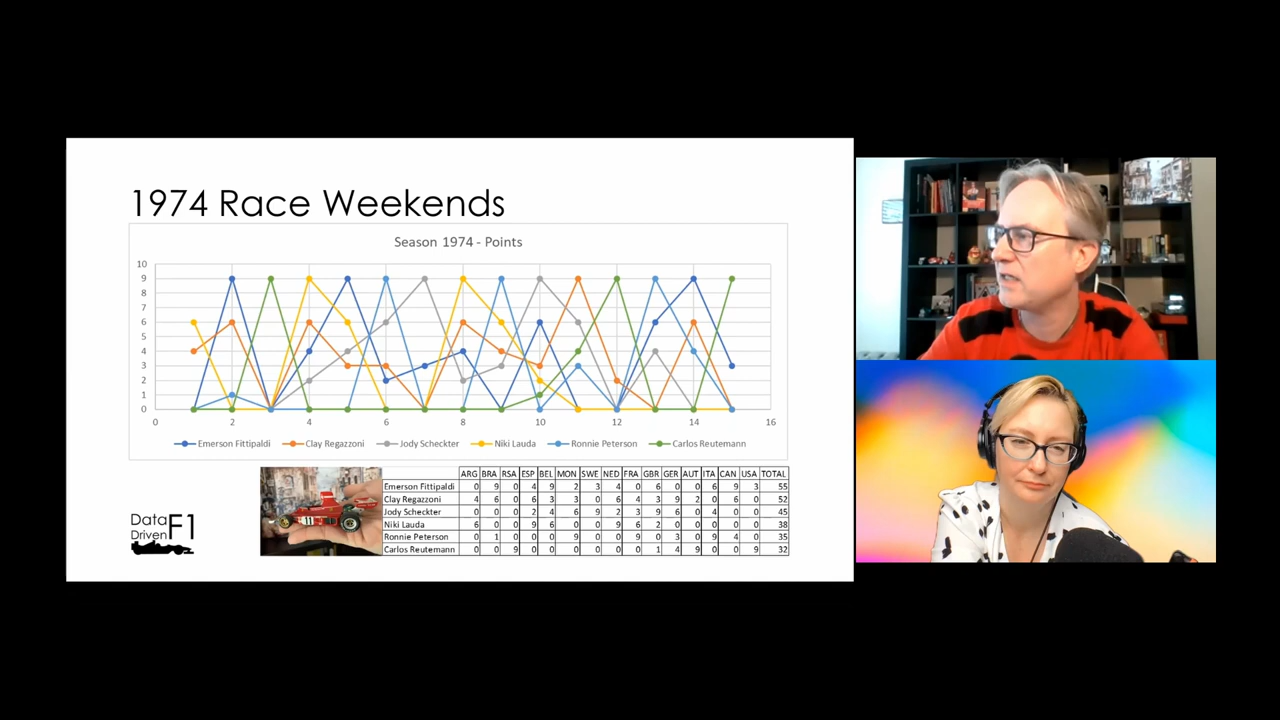 1974 Race Weekends
Season 1974 - Points
10
9
8
7
6
5
4
3
2
1
0
0 2 4 6 8 10 12 14 16
Emerson Fittipaldi Clay Regazzoni Jody Scheckter Niki Lauda Ronnie Peterson Carlos Reutemann
ARG BRA RSA ESP BEL MON SWE NED FRA GBR GER AUT ITA CAN USA TOTAL
Emerson Fittipaldi 0 9 0 4 9 2 3 4 0 6 0 0 6 9 3 55
Clay Regazzoni 4 6 0 6 3 3 0 6 4 3 9 2 0 6 0 52
Jody Scheckter 0 0 0 2 4 6 9 2 3 9 6 0 4 0 0 45
Niki Lauda 6 0 0 9 6 0 0 9 6 2 0 0 0 0 0 38
Ronnie Peterson 0 1 0 0 0 9 0 0 9 0 3 0 9 4 0 35
Carlos Reutemann 0 0 9 0 0 0 0 0 0 1 4 9 0 0 9 32
11
Data
Driven F1